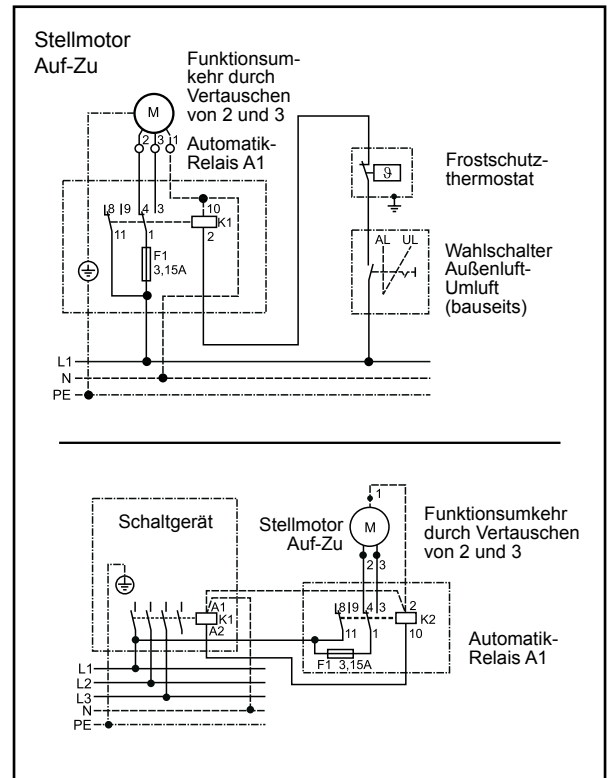 Stellmotor
Auf-Zu
Funktionsum-
kehr durch
Vertauschen
von 2 und 3
M
2 3 1
Automatik-
Relais A1
8 9 4 3 10
K1
11 1 2
F1
3,15A
Frostschutz-
thermostat
ϑ
AL UL
Wahlschalter
Außenluft-
Umluft
(bauseits)
L1
N
PE
Schaltgerät
Stellmotor
Auf-Zu
1
M
2 3
Funktionsumkehr
durch Vertauschen
von 2 und 3
A1
K1
A2
8 9 4 3 2
K2
11 1 10
F1 3,15A
Automatik-
Relais A1
L1
L2
L3
N
PE